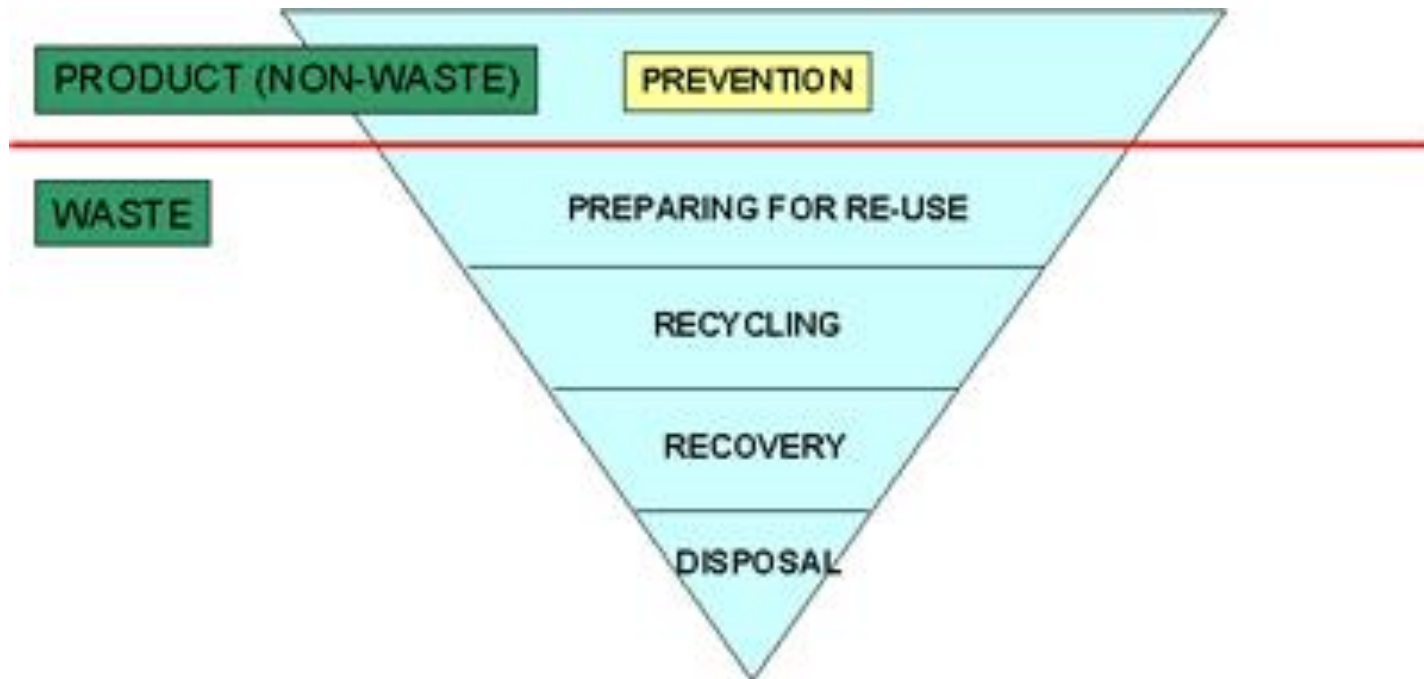 PRODUCT (NON-WASTE)
PREVENTION
WASTE
PREPARING FOR RE-USE
RECYCLING
RECOVERY
DISPOSAL